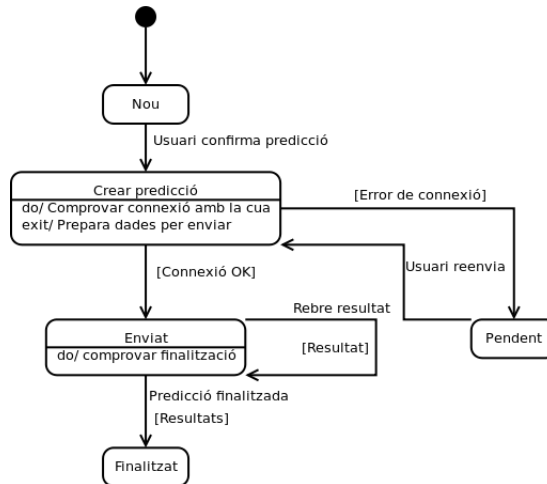 Nou
Usuari confirma predicció
Crear predicció
do/ Comprovar connexió amb la cua
exit/ Prepara dades per enviar
[Error de connexió]
Usuari reenvia
[Connexió OK]
Rebre resultat
Enviat
do/ comprovar finalització
[Resultat]
Pendent
Predicció finalitzada
[Resultats]
Finalitzat